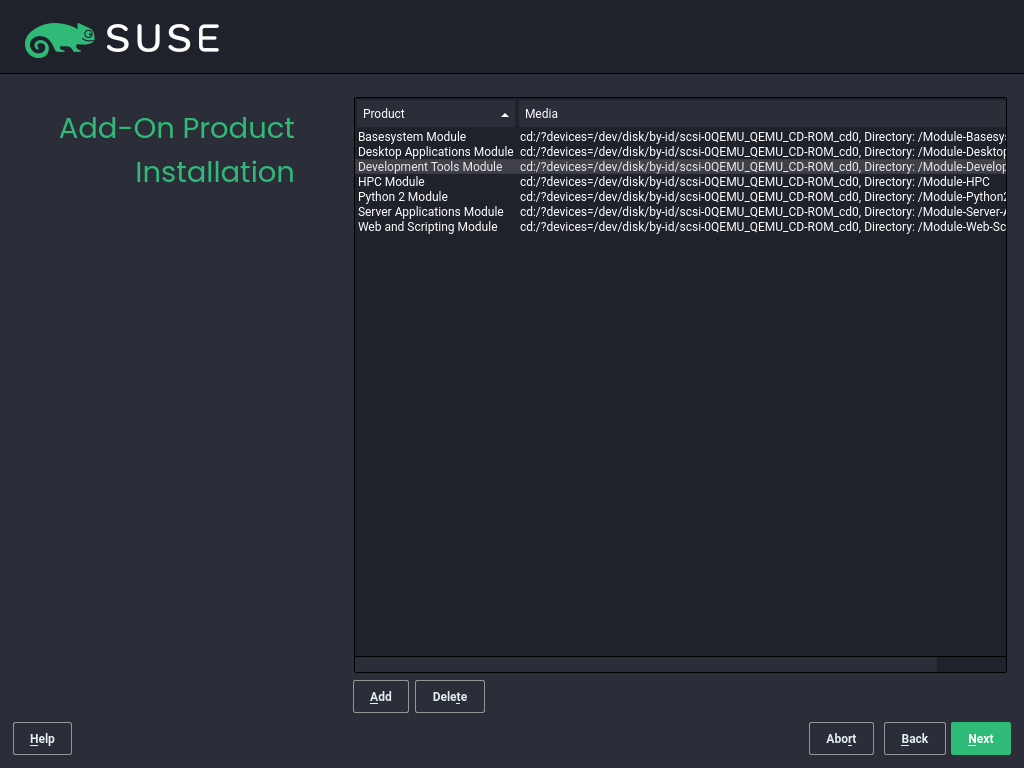 SUSE
Add-On Product
Installation
Product Media
Basesystem Module cd:/?devices=/dev/disk/by-id/scsi-0QEMU_QEMU_CD-ROM_cd0, Directory: /Module-Basesy
Desktop Applications Module cd:/?devices=/dev/disk/by-id/scsi-0QEMU_QEMU_CD-ROM_cd0, Directory: /Module-Desktop
Development Tools Module cd:/?devices=/dev/disk/by-id/scsi-0QEMU_QEMU_CD-ROM_cd0, Directory: /Module-Develop
HPC Module cd:/?devices=/dev/disk/by-id/scsi-0QEMU_QEMU_CD-ROM_cd0, Directory: /Module-HPC
Python 2 Module cd:/?devices=/dev/disk/by-id/scsi-0QEMU_QEMU_CD-ROM_cd0, Directory: /Module-Python2
Server Applications Module cd:/?devices=/dev/disk/by-id/scsi-0QEMU_QEMU_CD-ROM_cd0, Directory: /Module-Server-A
Web and Scripting Module cd:/?devices=/dev/disk/by-id/scsi-0QEMU_QEMU_CD-ROM_cd0, Directory: /Module-Web-Sc
Add Delete
Help Abort Back Next